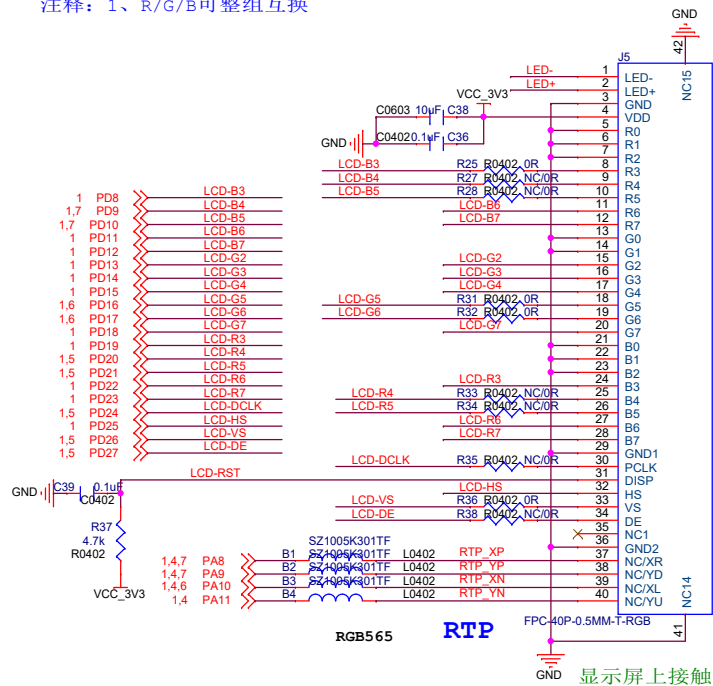 注释：1、R/G/B可整组互换
GND
42
J5
NC15
LED- 1 LED-
LED+ 2 LED+
3 GND
VCC_3V3 4 VDD
C0603 10uF C38
5 R0
GND C0402 0.1uF C36
6 R1
7 R2
LCD-B3 R25 R0402 0R 8 R3
LCD-B4 R27 R0402 NC/0R 9 R4
LCD-B5 R28 R0402 NC/0R 10 R5
LCD-B6 11 R6
LCD-B7 12 R7
13 G0
14 G1
LCD-G2 15 G2
LCD-G3 16 G3
LCD-G4 17 G4
LCD-G5 R31 R0402 0R 18 G5
LCD-G6 R32 R0402 0R 19 G6
LCD-G7 20 G7
21 B0
22 B1
23 B2
LCD-R3 24 B3
LCD-R4 R33 R0402 NC/0R 25 B4
LCD-R5 R34 R0402 NC/0R 26 B5
LCD-R6 27 B6
LCD-R7 28 B7
29 GND1
LCD-DCLK R35 R0402 NC/0R 30 PCLK
31 DISP
LCD-HS 32 HS
LCD-VS R36 R0402 0R 33 VS
LCD-DE R38 R0402 NC/0R 34 DE
35 NC1
36 GND2
37 NC/XR
38 NC/YD
39 NC/XL
40 NC/YU
NC14
41
FPC-40P-0.5MM-T-RGB
1 PD8 LCD-B3
1,7 PD9 LCD-B4
1,7 PD10 LCD-B5
1 PD11 LCD-B6
1 PD12 LCD-B7
1 PD13 LCD-G2
1 PD14 LCD-G3
1 PD15 LCD-G4
1,6 PD16 LCD-G5
1,6 PD17 LCD-G6
1 PD18 LCD-G7
1 PD19 LCD-R3
1,5 PD20 LCD-R4
1,5 PD21 LCD-R5
1 PD22 LCD-R6
1 PD23 LCD-R7
1,5 PD24 LCD-DCLK
1 PD25 LCD-HS
1,5 PD26 LCD-VS
1,5 PD27 LCD-DE
LCD-RST
GND C39 0.1uF
C0402
R37
4.7k
R0402
VCC_3V3
SZ1005K301TF
1,4,7 PA8 B1 SZ1005K301TF L0402 RTP_XP
1,4,7 PA9 B2 SZ1005K301TF L0402 RTP_YP
1,4,6 PA10 B3 SZ1005K301TF L0402 RTP_XN
1,4 PA11 B4 L0402 RTP_YN
RGB565
RTP
GND
显示屏上接触